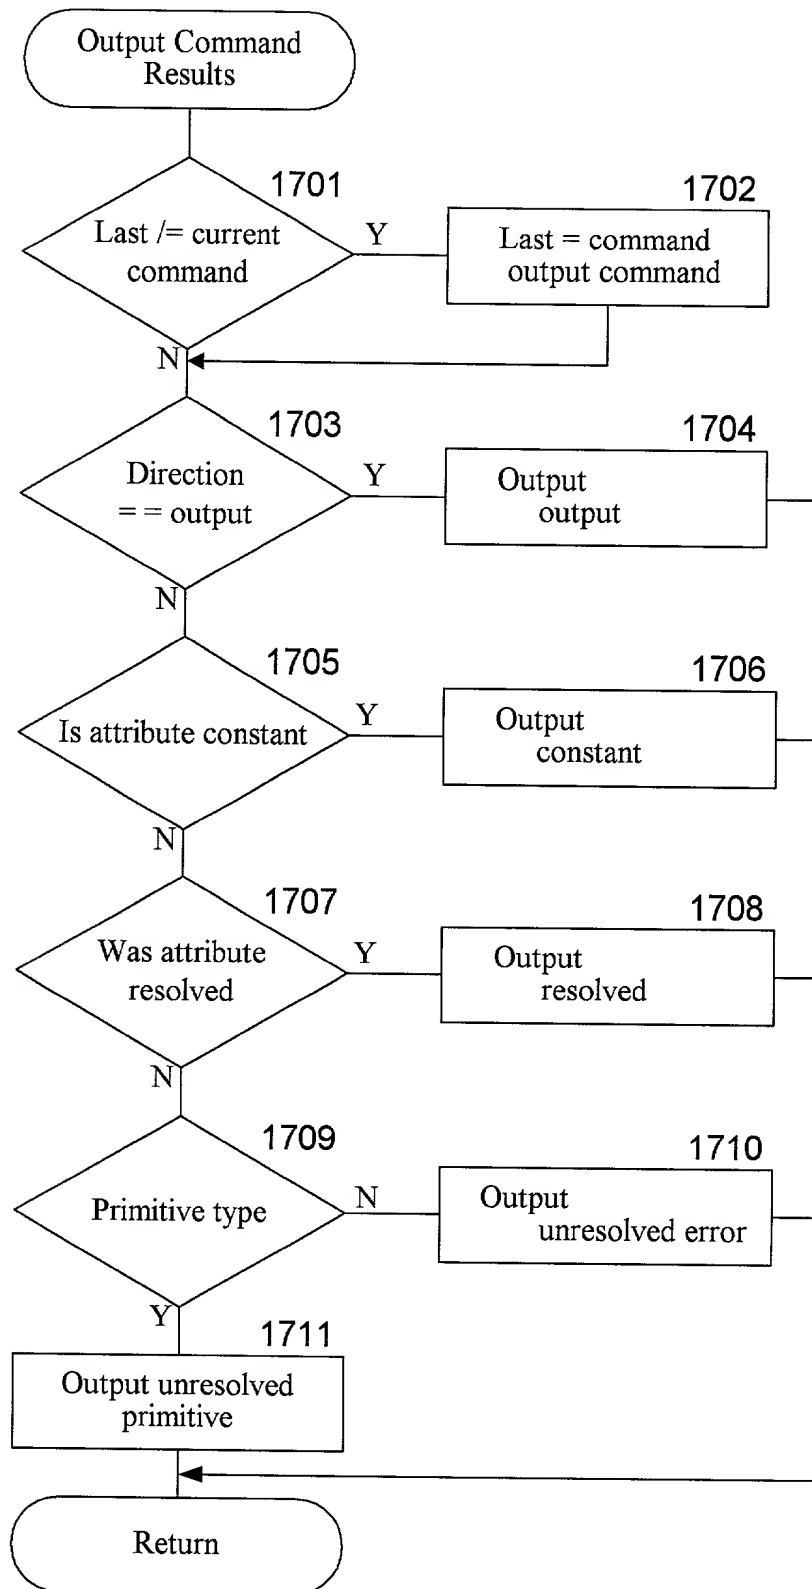 Output Command
Results
1701
Last /= current
command
Y
1702
Last = command
output command
N
1703
Direction
= = output
Y
1704
Output
output
N
1705
Is attribute constant
Y
1706
Output
constant
N
1707
Was attribute
resolved
Y
1708
Output
resolved
N
1709
Primitive type
N
1710
Output
unresolved error
Y
1711
Output unresolved
primitive
Return